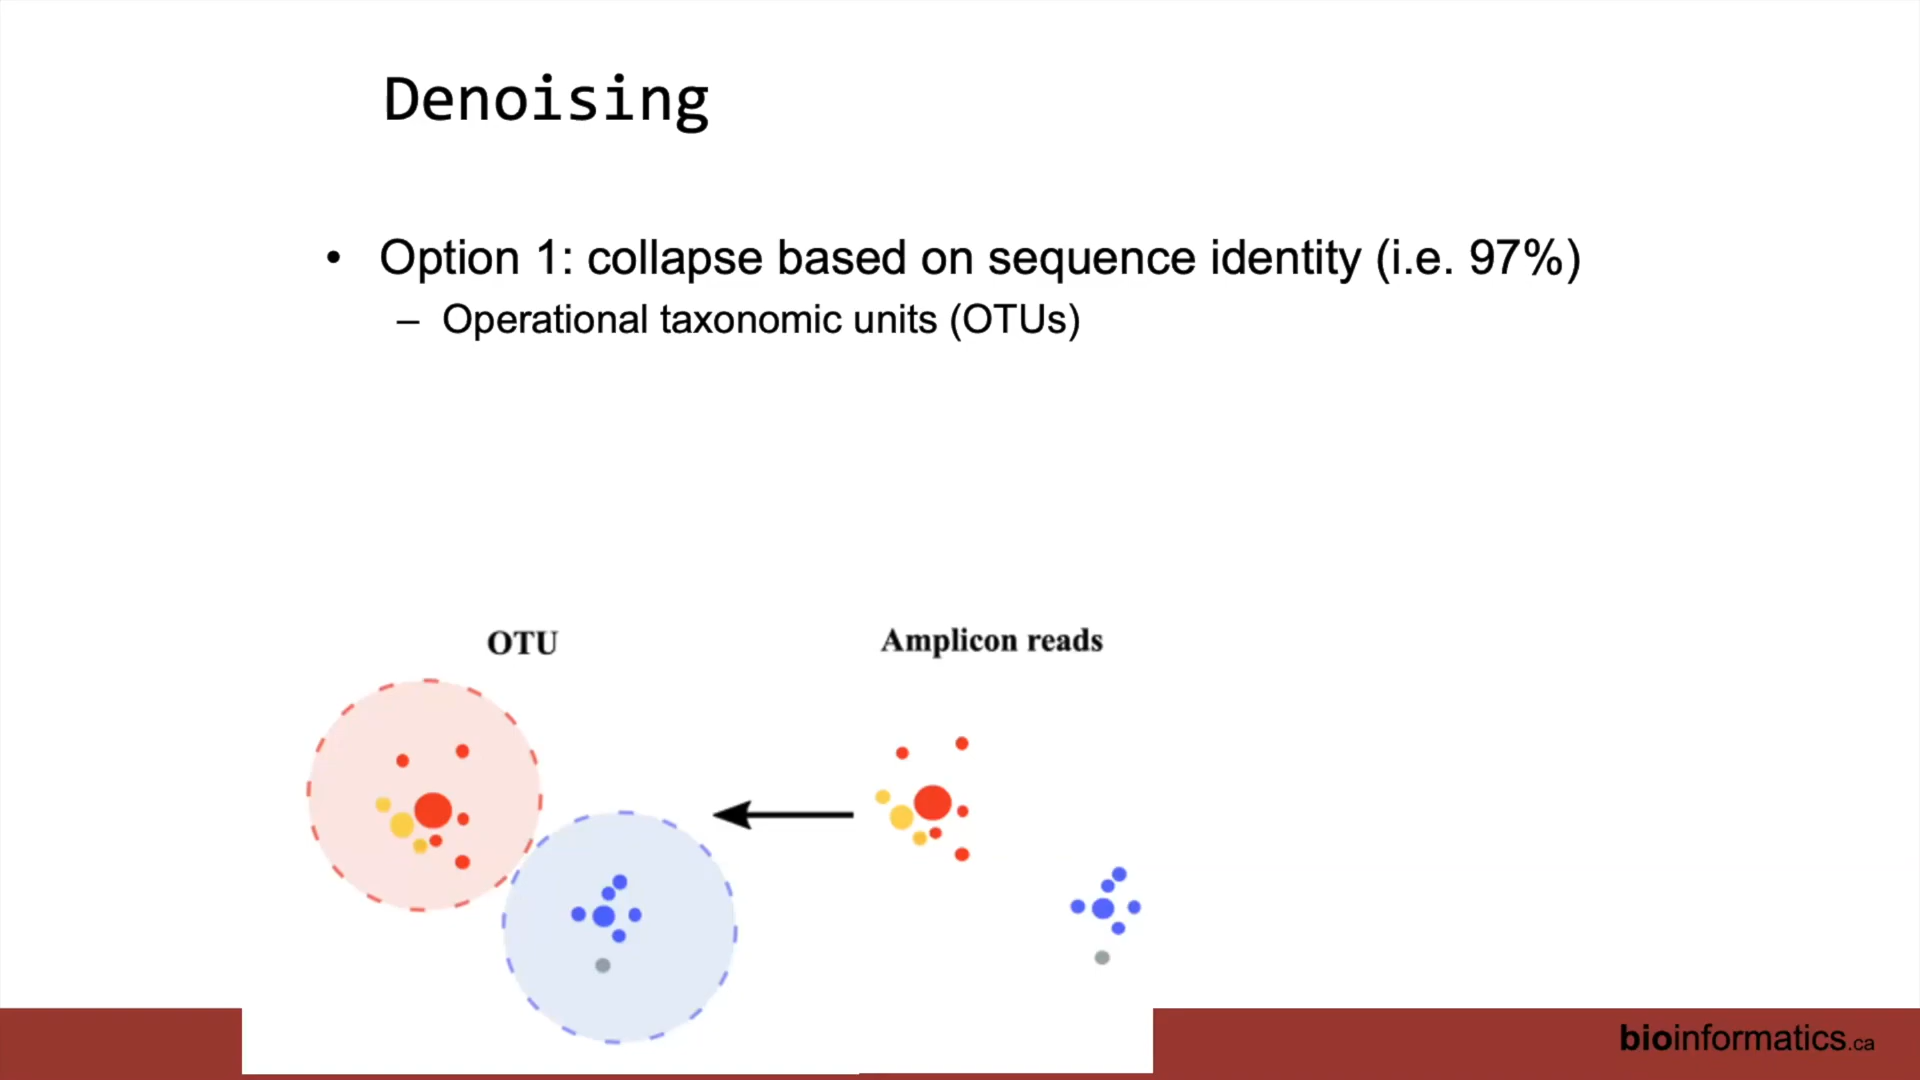 Denoising
• Option 1: collapse based on sequence identity (i.e. 97%)
– Operational taxonomic units (OTUs)
OTU
Amplicon reads
bioinformatics.ca